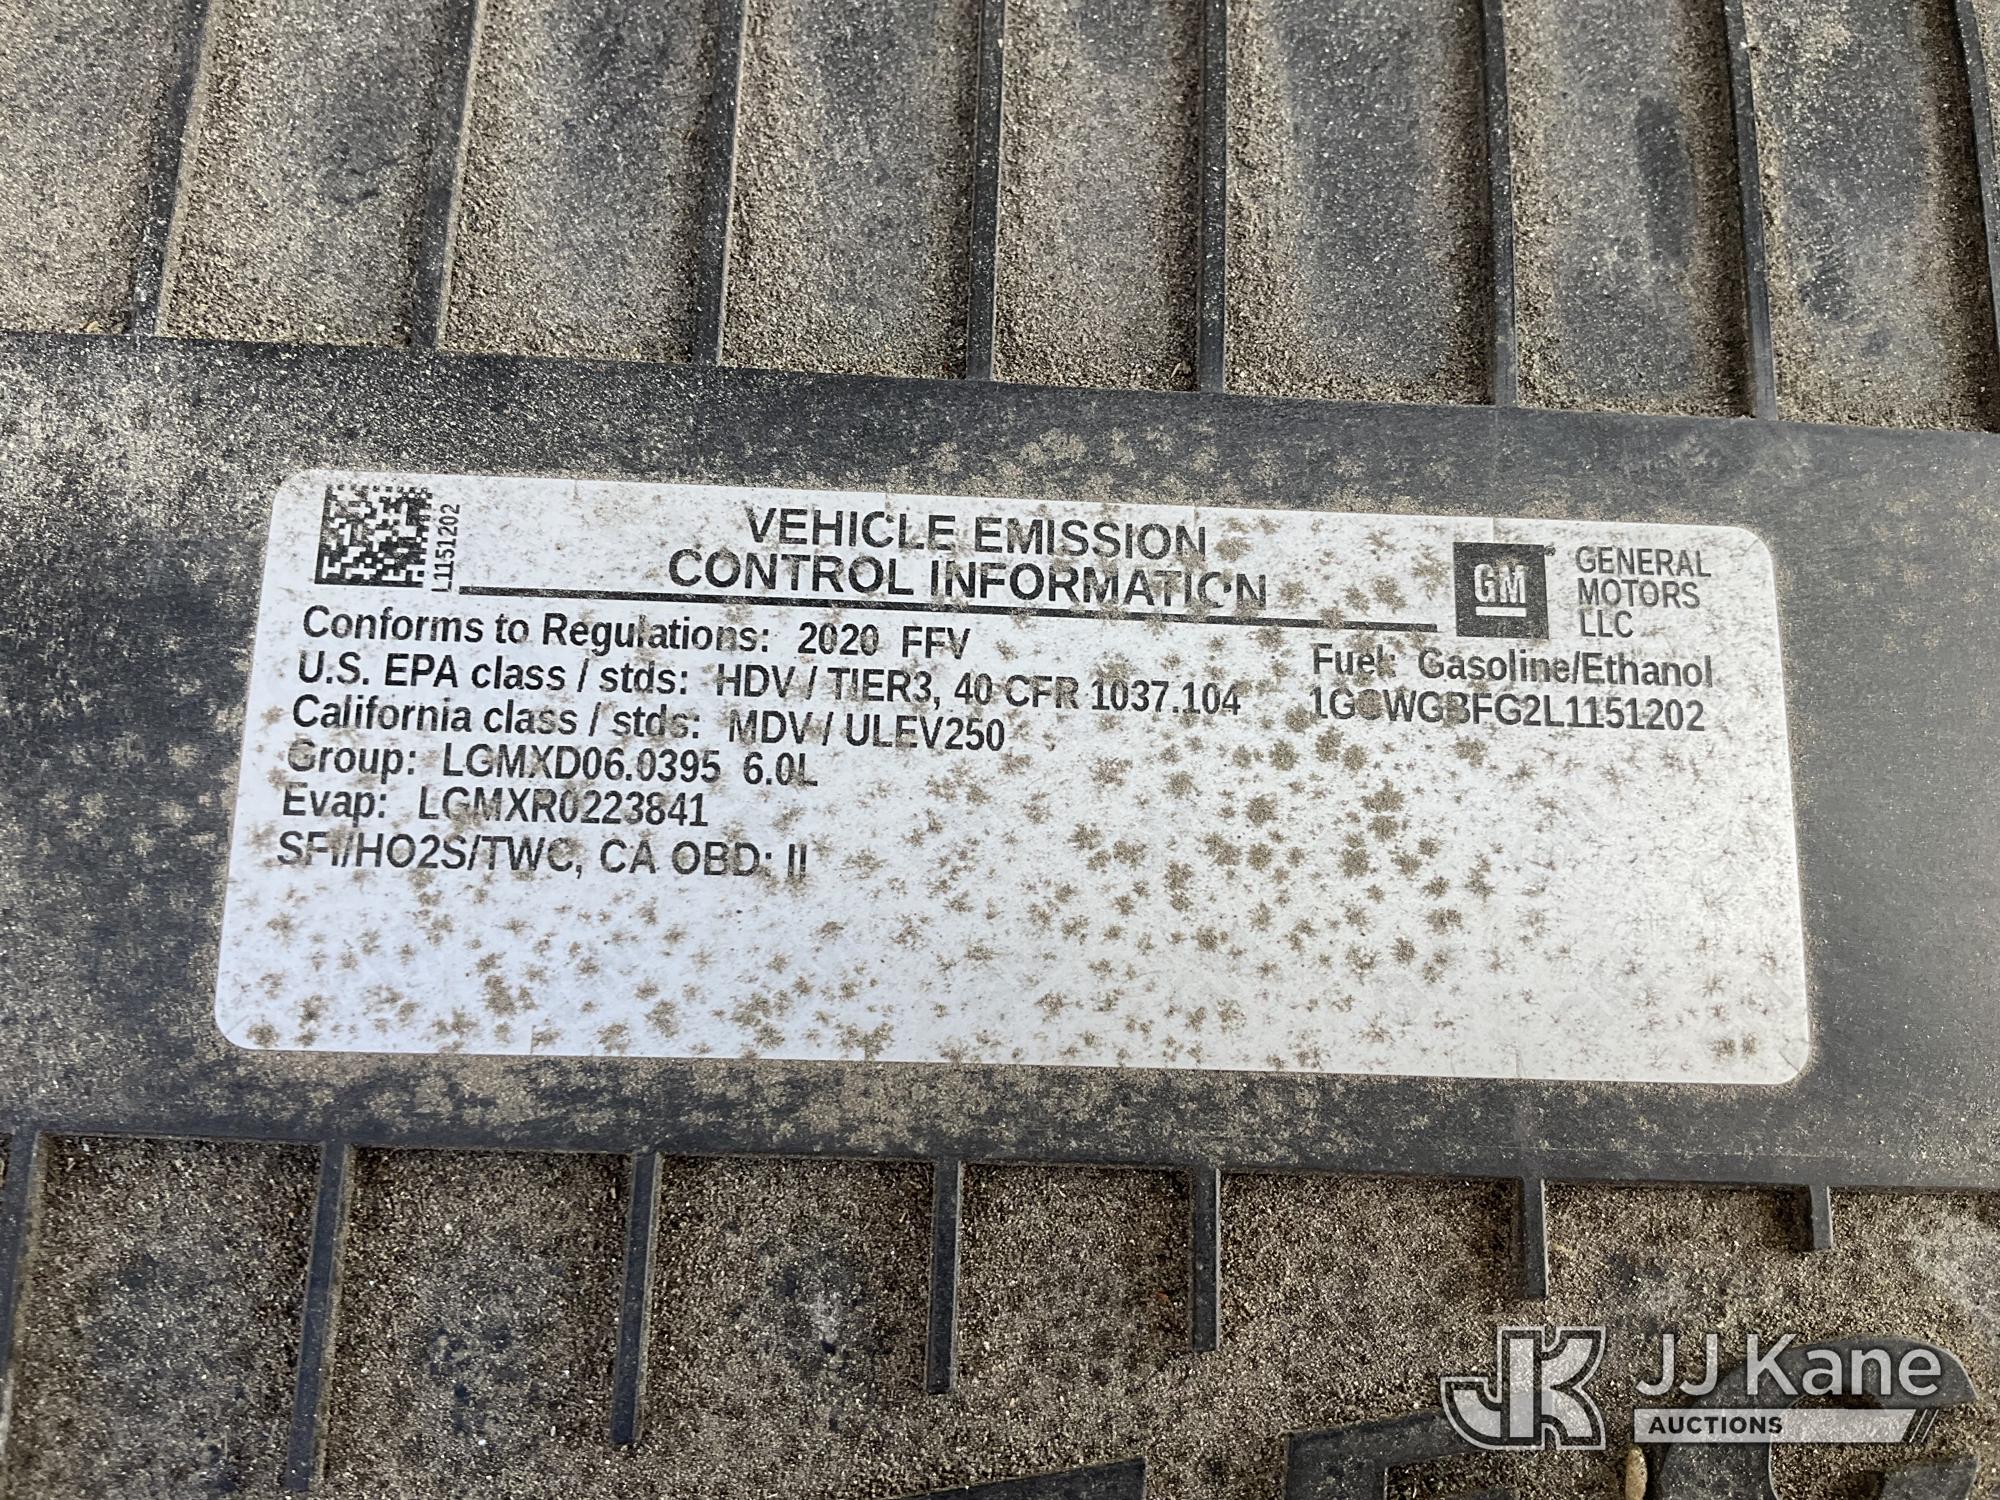 L1151202
VEHICLE EMISSION
CONTROL INFORMATION
GM
GENERAL
MOTORS
LLC
Conforms to Regulations: 2020 FFV
U.S. EPA class / stds: HDV / TIER3, 40 CFR 1037.104
California class / stds: MDV / ULEV250
Group: LGMXD06.0395 6.0L
Evap: LGMXR0223841
SFI/HO2S/TWC, CA OBD: II
Fuel: Gasoline/Ethanol
1GCWGBFG2L1151202
JK
JJ Kane
AUCTIONS